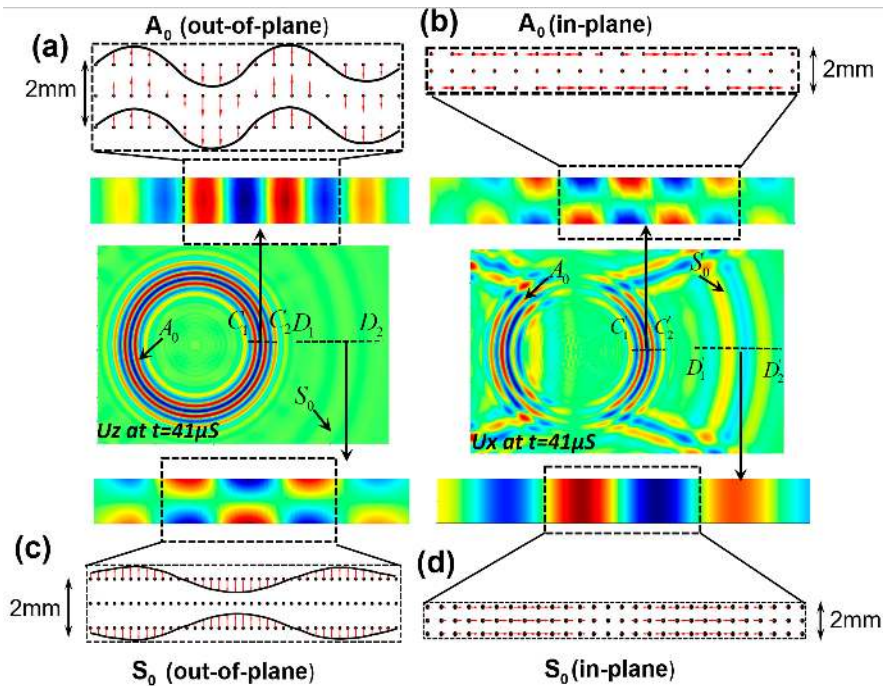 A₀ (out-of-plane)
(a)
2mm
(b)
A₀ (in-plane)
2mm
A₀
C₁
C₂
D₁
D₂
S₀
Uz at t=41μS
A₀
C₁'
C₂'
S₀
D₁'
D₂'
Ux at t=41μS
(c)
2mm
S₀ (out-of-plane)
(d)
2mm
S₀ (in-plane)